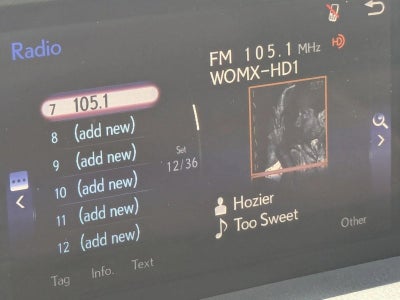 Radio
7 105.1
8 (add new)
9 (add new)
10 (add new)
11 (add new)
12 (add new)
Set
12/36
FM 105.1 MHz
HD
WOMX-HD1
Hozier
Too Sweet
Tag Info. Text
Other